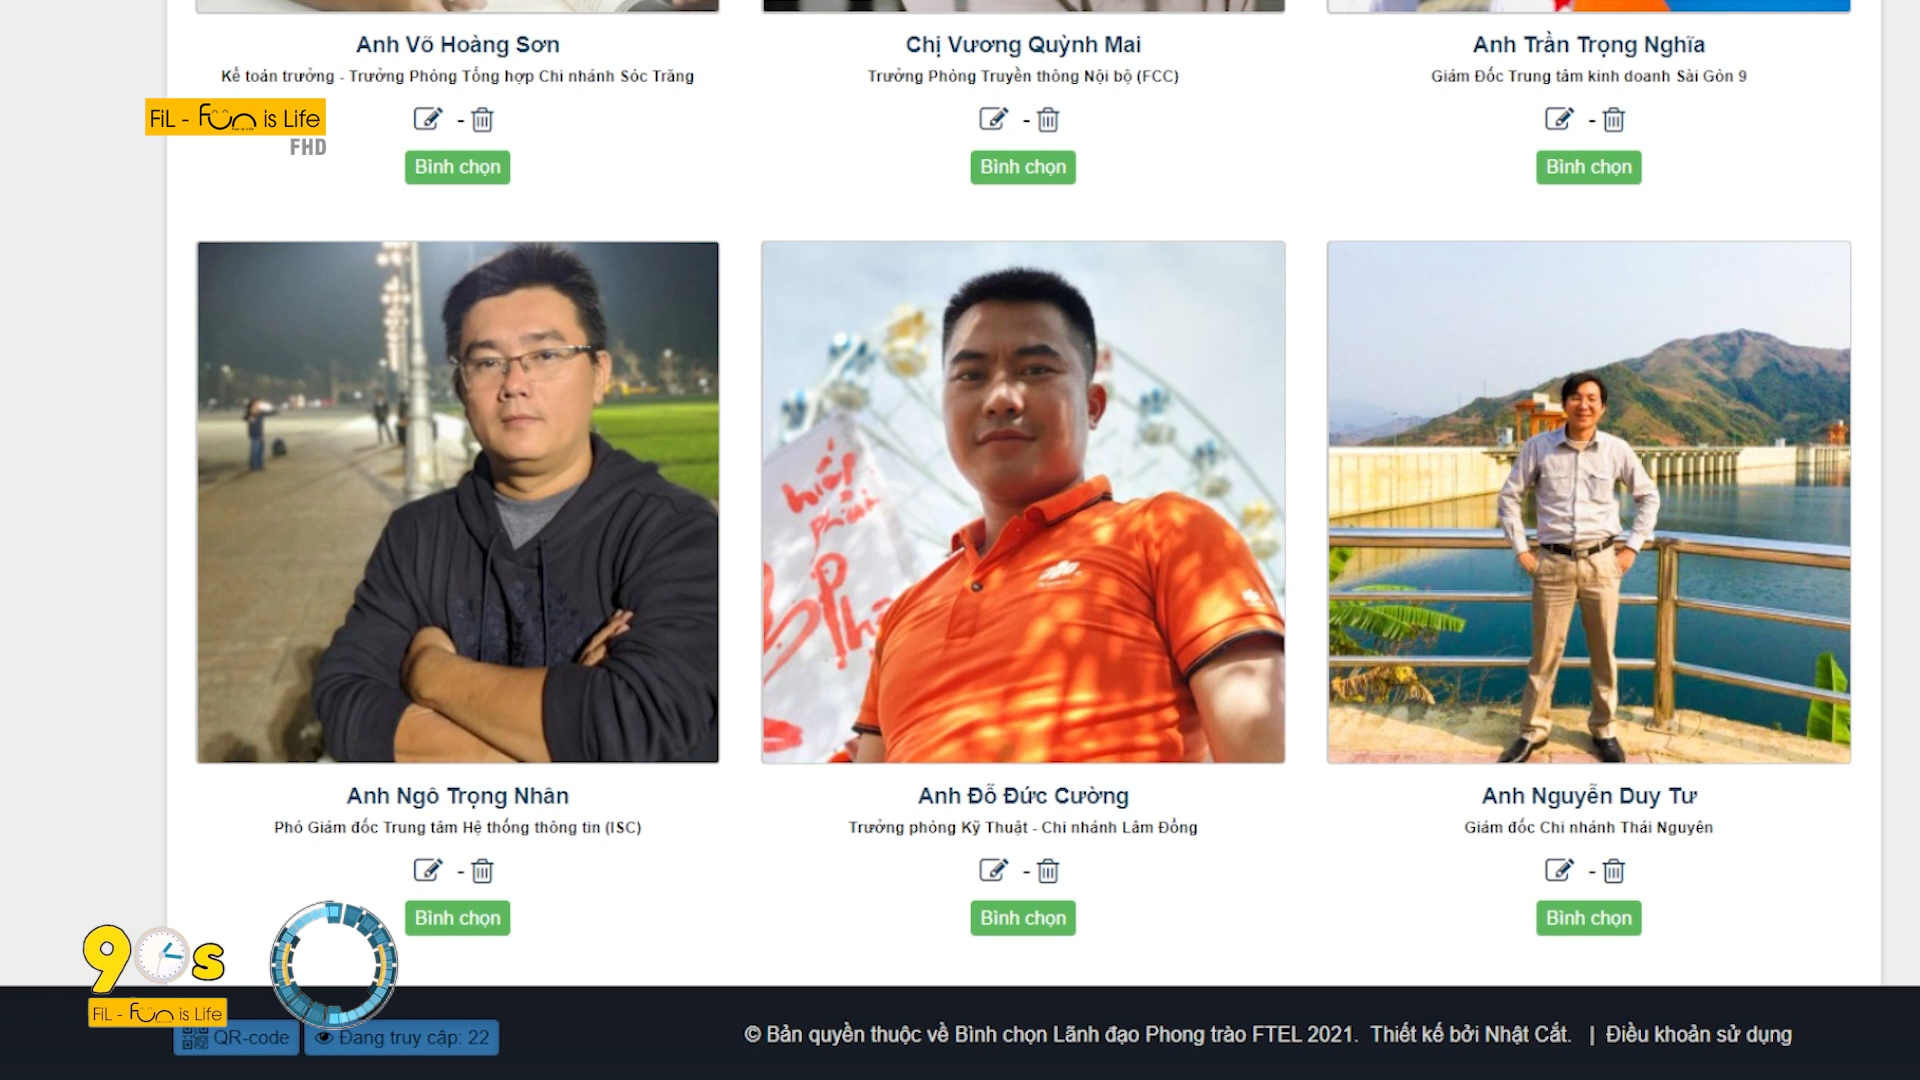 Anh Võ Hoàng Sơn
Kế toán trưởng - Trưởng Phòng Tổng hợp Chi nhánh Sóc Trăng
Chị Vương Quỳnh Mai
Trưởng Phòng Truyền thông Nội bộ (FCC)
Anh Trần Trọng Nghĩa
Giám Đốc Trung tâm kinh doanh Sài Gòn 9
FiL - Fun is Life
FHD
-
-
-
Bình chọn
Bình chọn
Bình chọn
Anh Ngô Trọng Nhân
Phó Giám đốc Trung tâm Hệ thống thông tin (ISC)
Anh Đỗ Đức Cường
Trưởng phòng Kỹ Thuật - Chi nhánh Lâm Đồng
Anh Nguyễn Duy Tư
Giám đốc Chi nhánh Thái Nguyên
-
-
-
Bình chọn
Bình chọn
Bình chọn
90s
FiL - Fun is Life
QR-code
Đang truy cập: 22
© Bản quyền thuộc về Bình chọn Lãnh đạo Phong trào FTEL 2021. Thiết kế bởi Nhật Cắt. | Điều khoản sử dụng